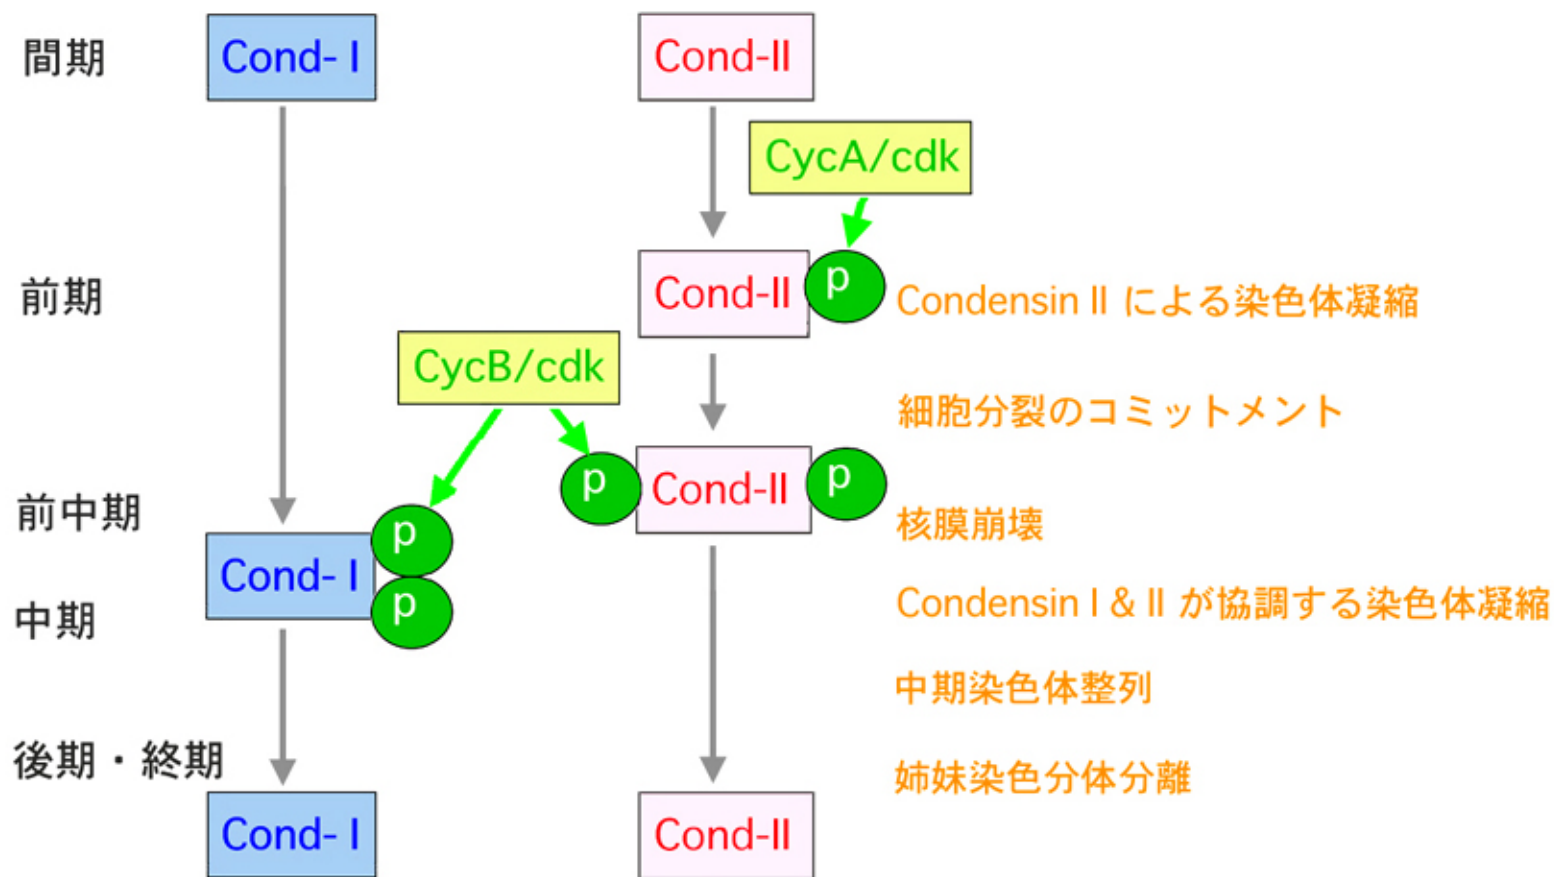 間期
Cond- I
Cond-II
CycA/cdk
前期
Cond-II
p
Condensin II による染色体凝縮
CycB/cdk
細胞分裂のコミットメント
p
Cond-II
p
前中期
p
核膜崩壊
Cond- I
p
中期
Condensin I & II が協調する染色体凝縮
中期染色体整列
後期・終期
姉妹染色分体分離
Cond- I
Cond-II